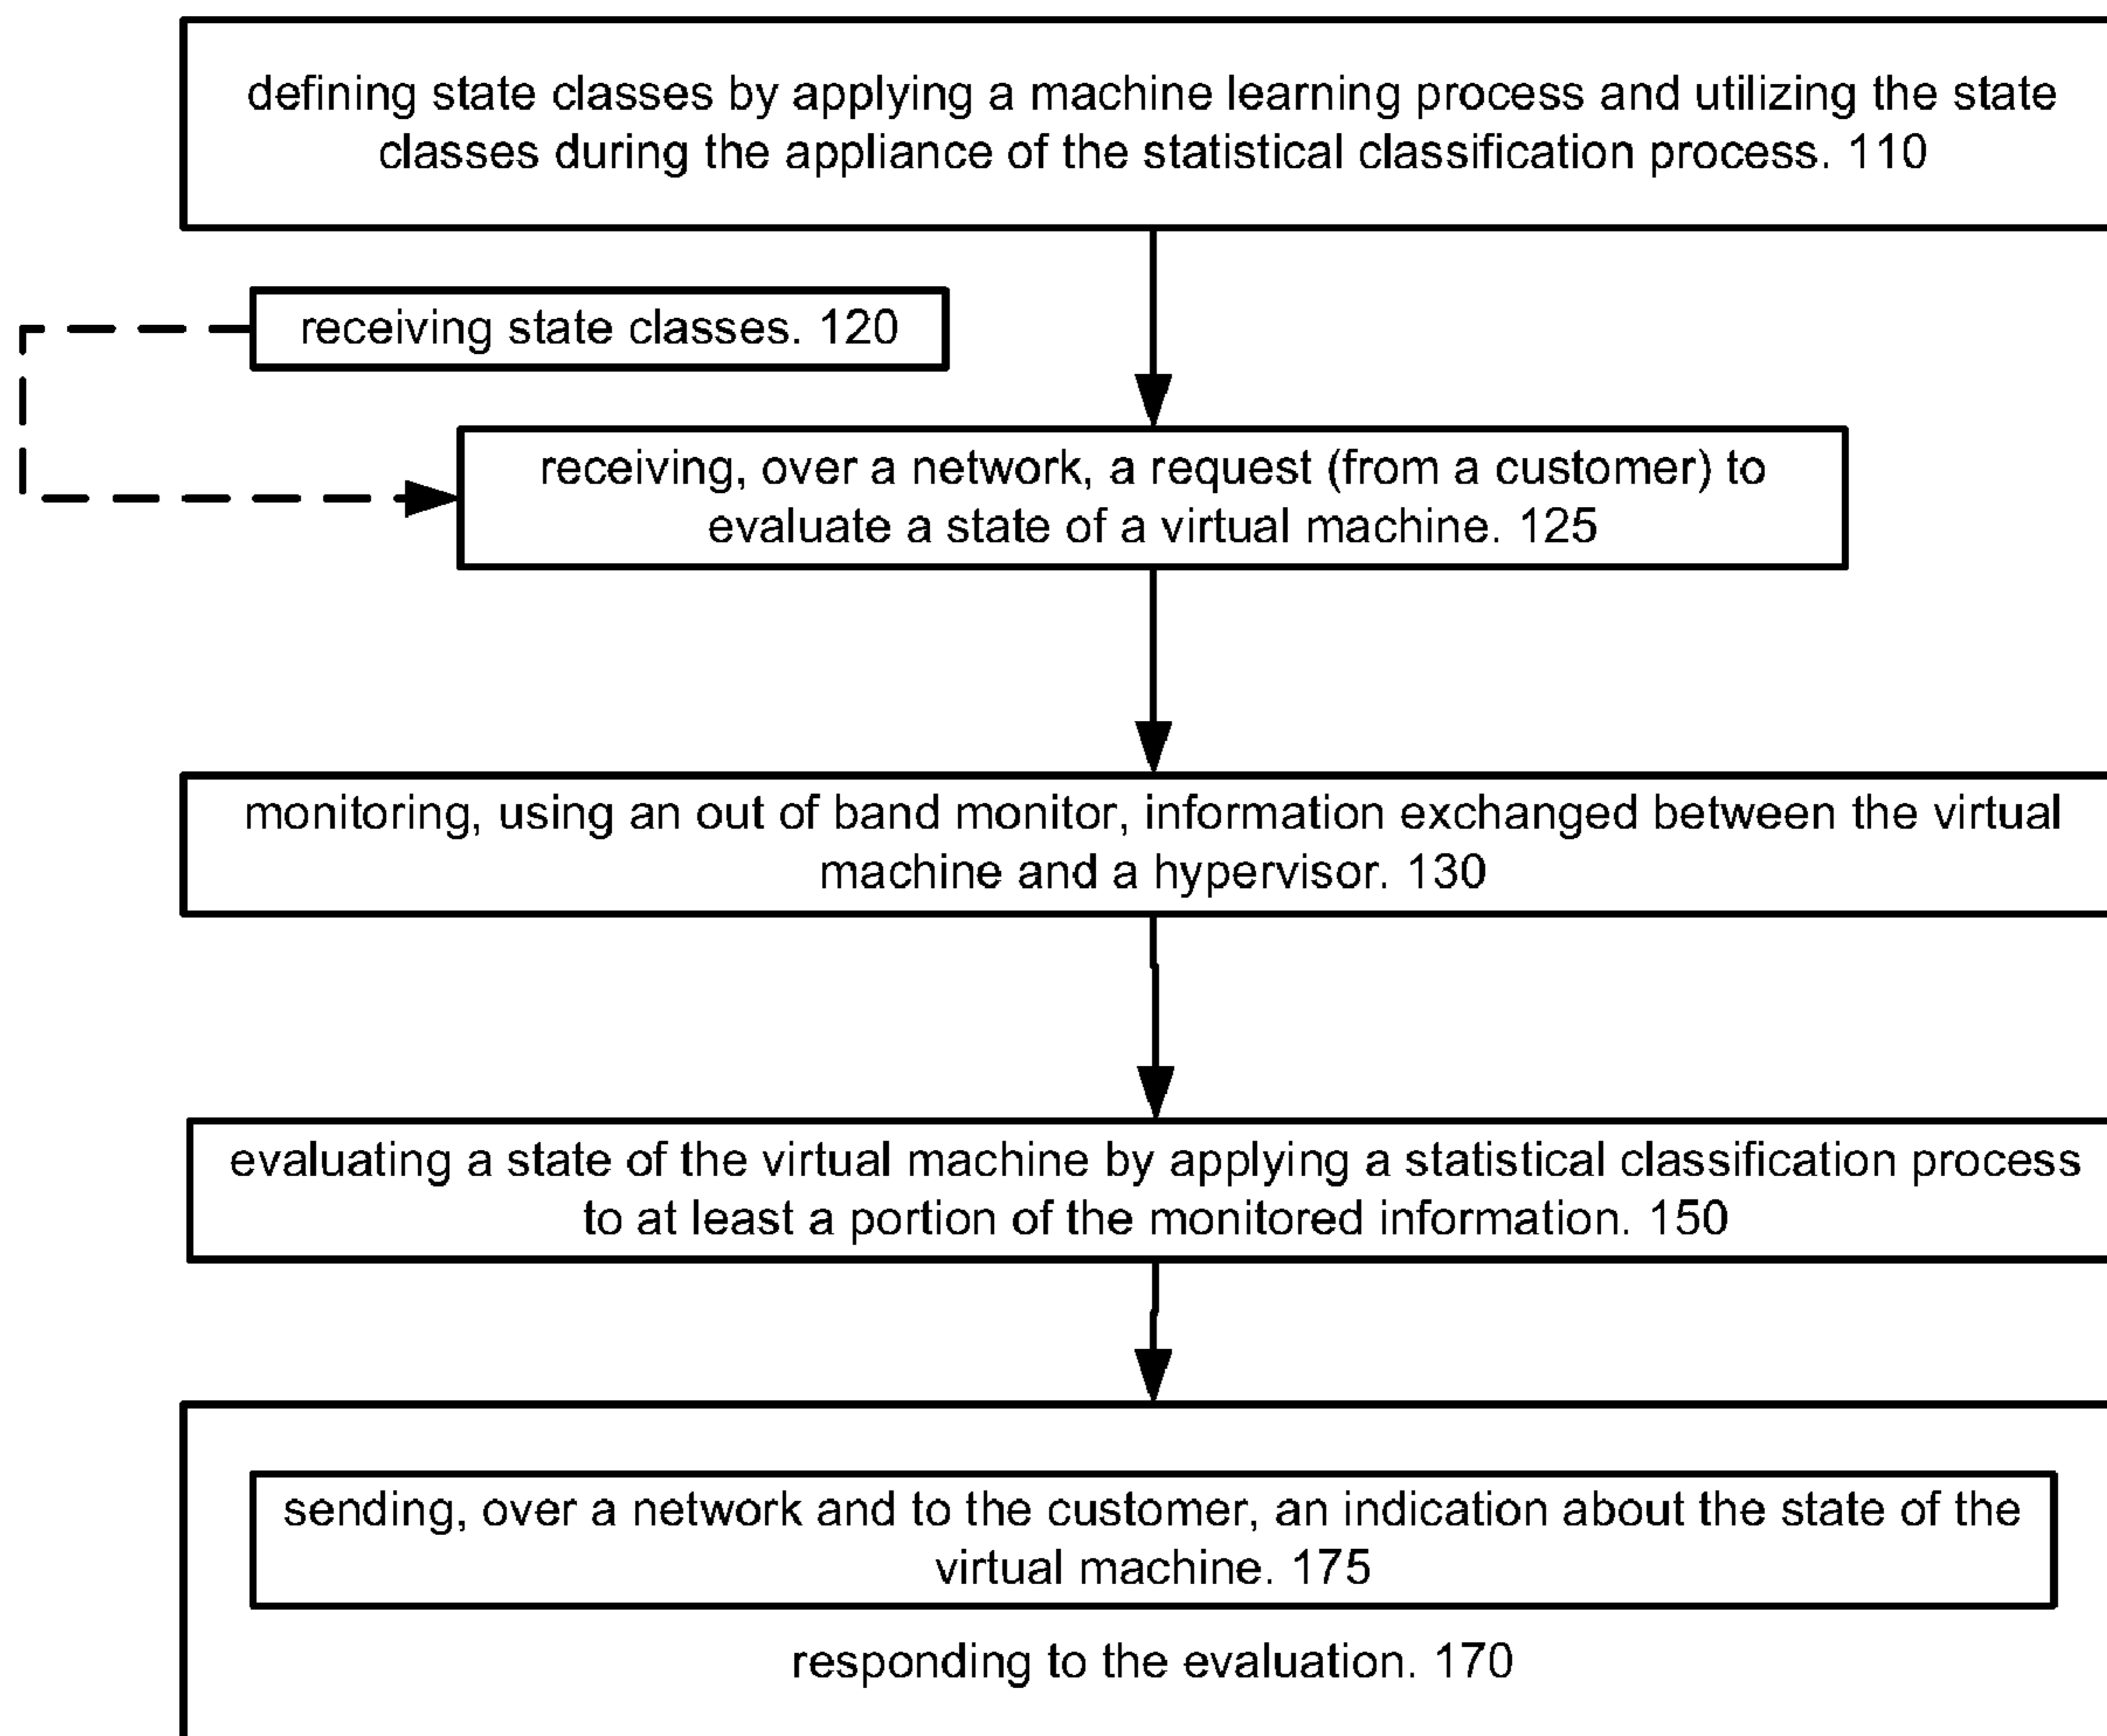 defining state classes by applying a machine learning process and utilizing the state
classes during the appliance of the statistical classification process. 110
receiving state classes. 120
receiving, over a network, a request (from a customer) to
evaluate a state of a virtual machine. 125
monitoring, using an out of band monitor, information exchanged between the virtual
machine and a hypervisor. 130
evaluating a state of the virtual machine by applying a statistical classification process
to at least a portion of the monitored information. 150
sending, over a network and to the customer, an indication about the state of the
virtual machine. 175
responding to the evaluation. 170